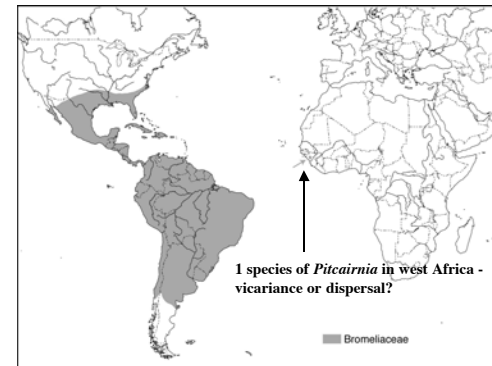 1 species of Pitcairnia in west Africa -
vicariance or dispersal?
Bromeliaceae